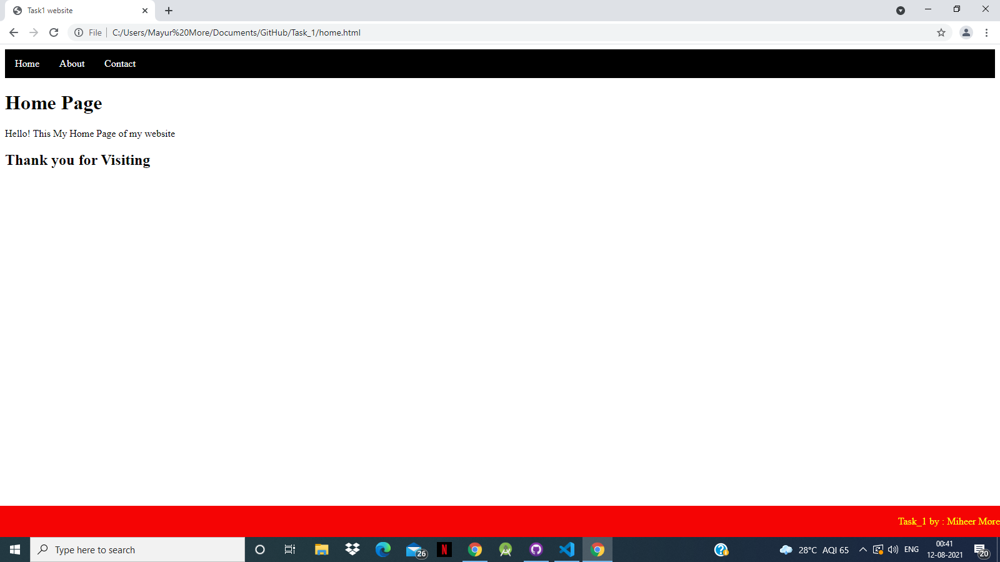 Task1 website
File
C:/Users/Mayur%20More/Documents/GitHub/Task_1/home.html
Home About Contact
Home Page
Hello! This My Home Page of my website
Thank you for Visiting
Task_1 by : Miheer More
Type here to search
26
N
28°C AQI 65
ENG
00:41
12-08-2021
20